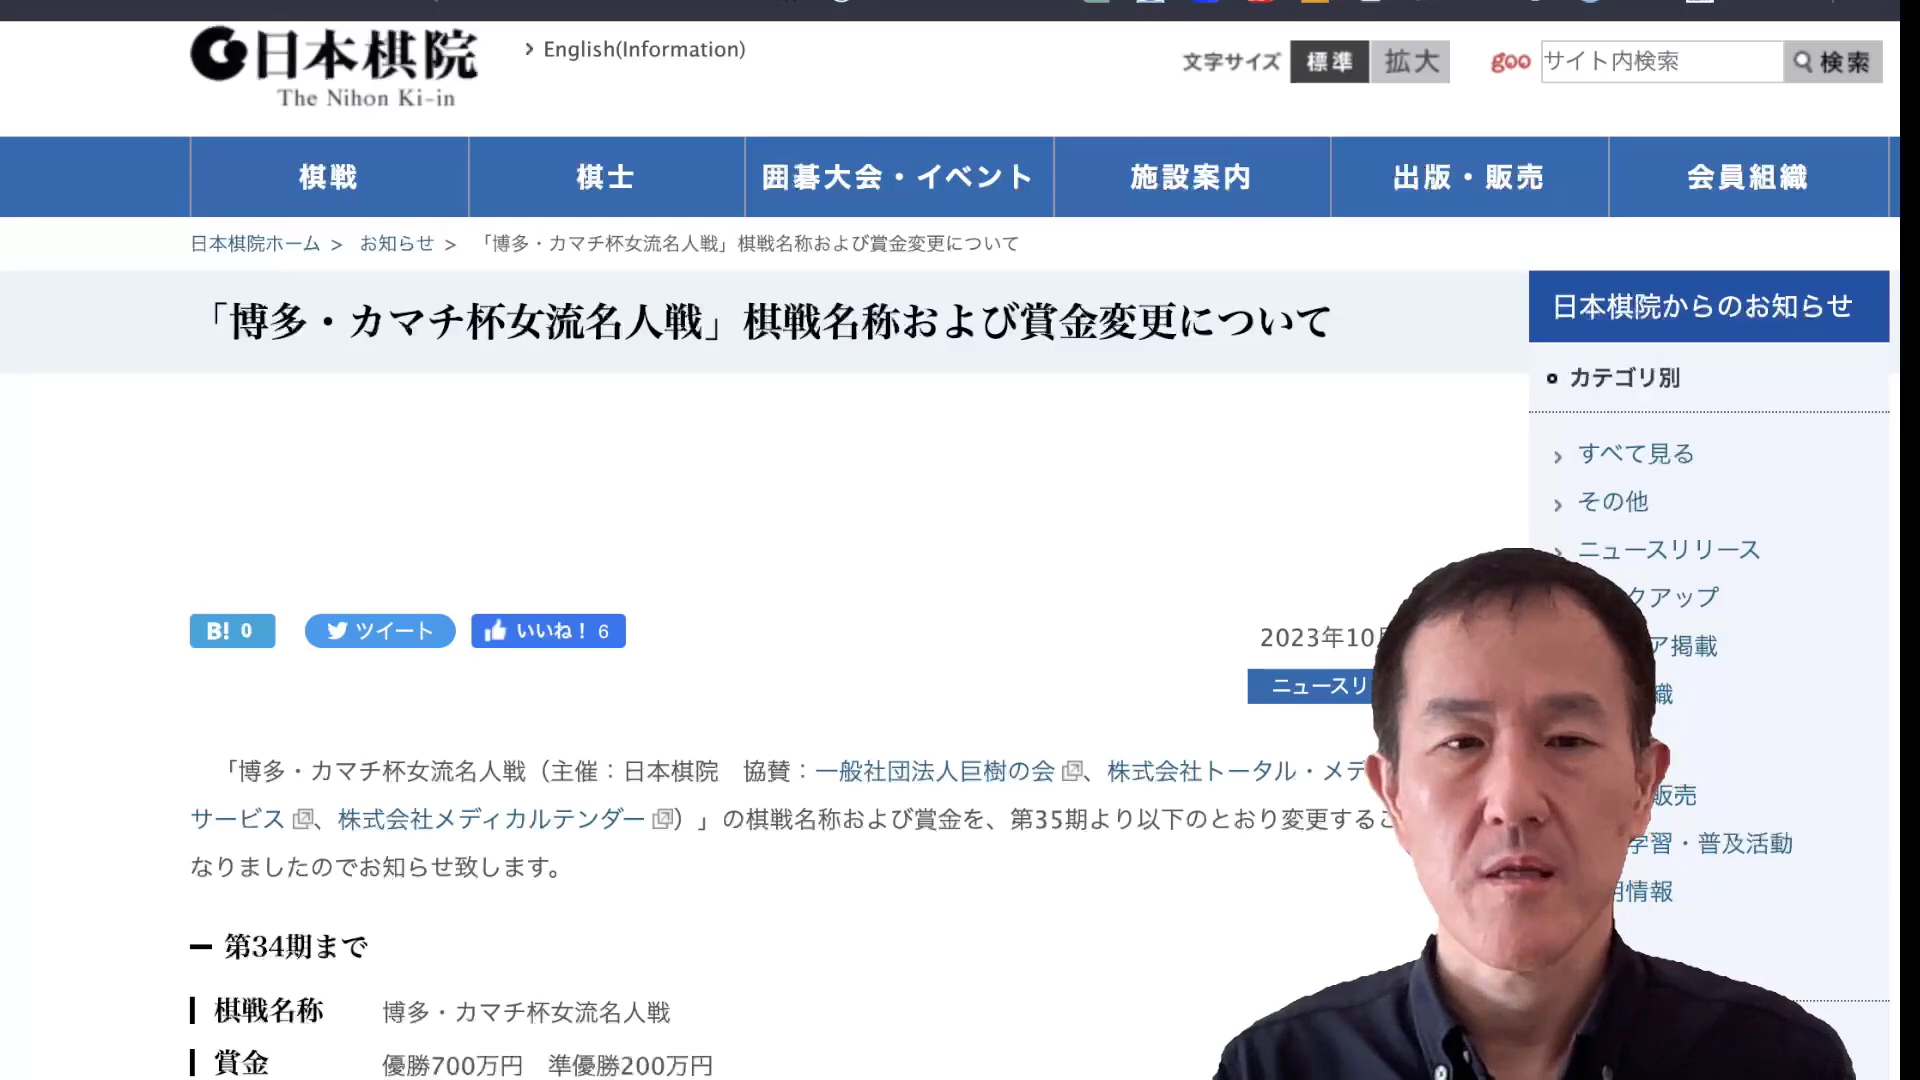 日本棋院
The Nihon Ki-in
English(Information)
文字サイズ 標準 拡大
goo サイト内検索 検索
棋戦 棋士 囲碁大会・イベント 施設案内 出版・販売 会員組織
日本棋院ホーム > お知らせ > 「博多・カマチ杯女流名人戦」棋戦名称および賞金変更について
「博多・カマチ杯女流名人戦」棋戦名称および賞金変更について
日本棋院からのお知らせ
カテゴリ別
すべて見る
その他
ニュースリリース
クアップ
ア掲載
織
販売
学習・普及活動
用情報
B! 0 ツイート いいね! 6
2023年10月
ニュースリ
「博多・カマチ杯女流名人戦（主催：日本棋院 協賛：一般社団法人巨樹の会、株式会社トータル・メデ
サービス、株式会社メディカルテンダー）」の棋戦名称および賞金を、第35期より以下のとおり変更するこ
なりましたのでお知らせ致します。
第34期まで
棋戦名称 博多・カマチ杯女流名人戦
賞金 優勝700万円 準優勝200万円